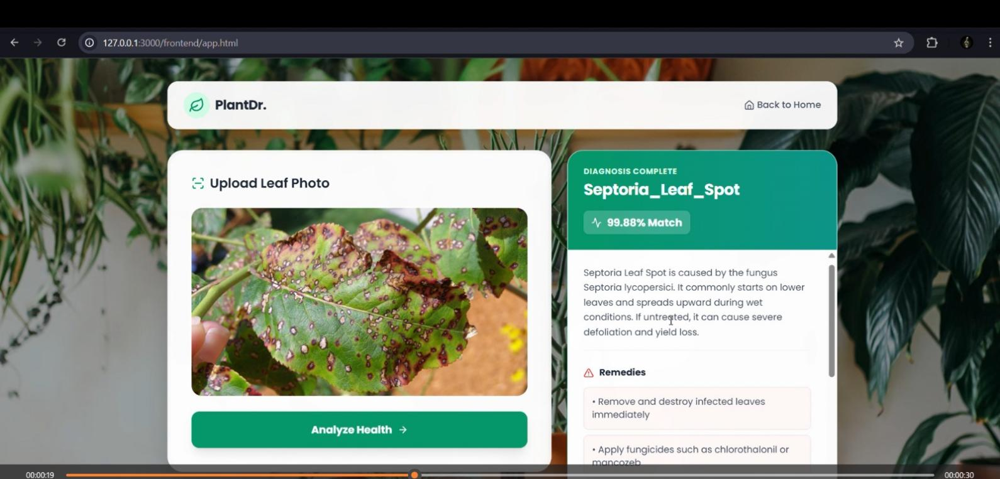 127.0.0.1:3000/frontend/app.html
PlantDr.
Back to Home
Upload Leaf Photo
Analyze Health →
DIAGNOSIS COMPLETE
Septoria_Leaf_Spot
99.88% Match
Septoria Leaf Spot is caused by the fungus
Septoria lycopersici. It commonly starts on lower
leaves and spreads upward during wet
conditions. If untreated, it can cause severe
defoliation and yield loss.
Remedies
• Remove and destroy infected leaves
immediately
• Apply fungicides such as chlorothalonil or
mancozeb
00:00:19
00:00:30